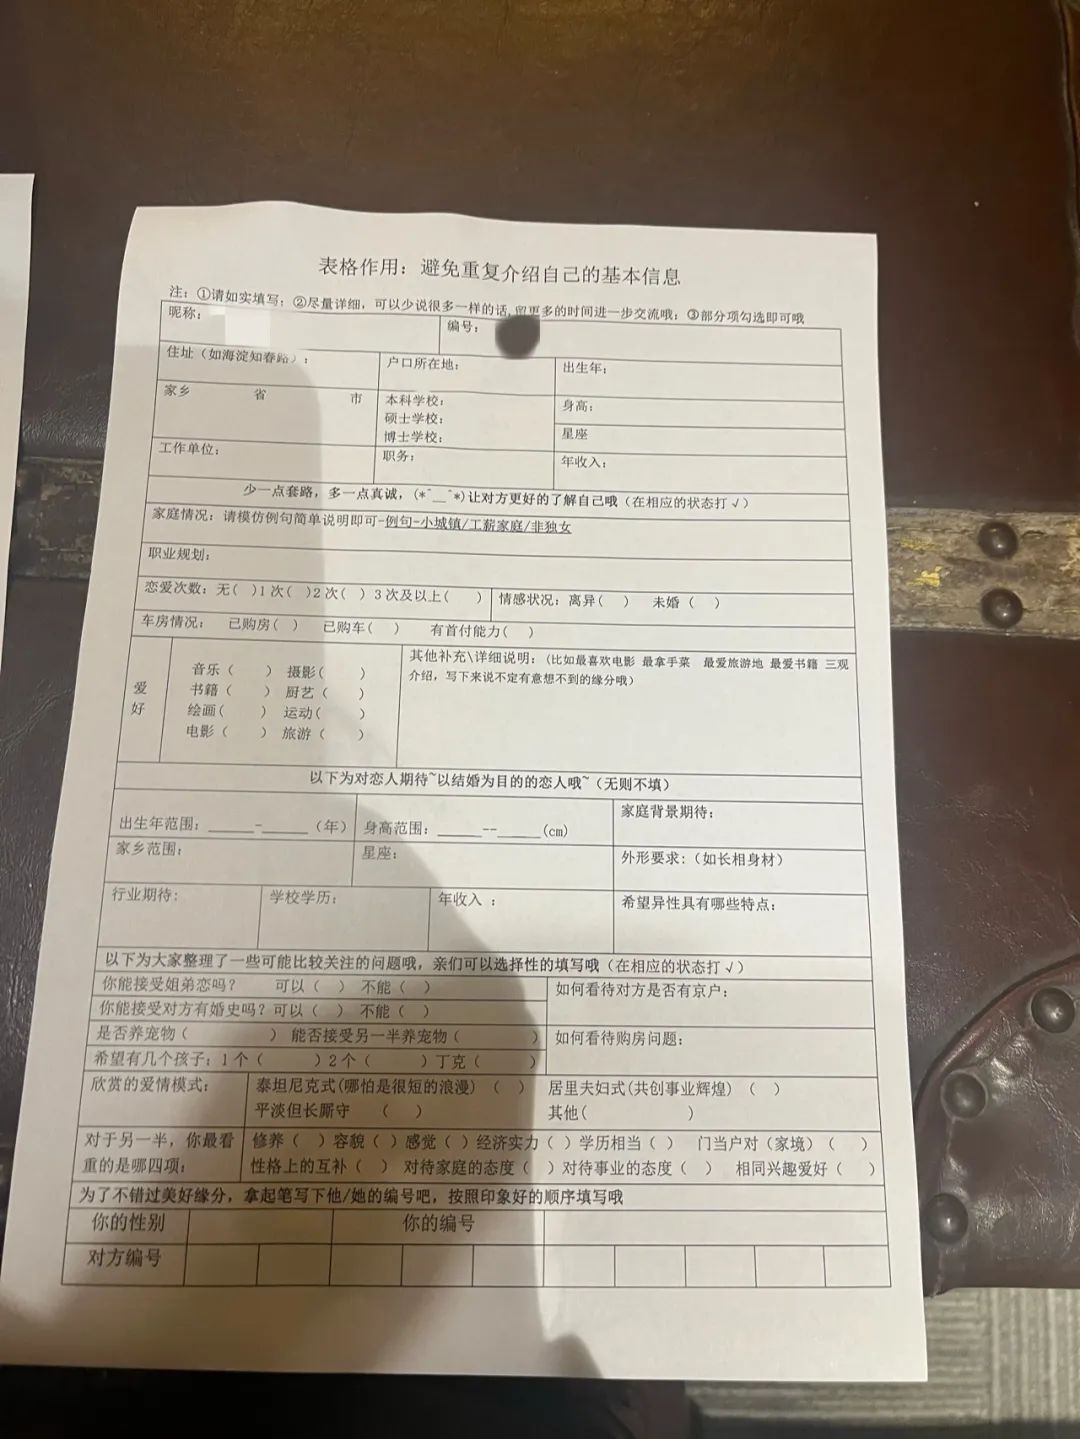 表格作用：避免重复介绍自己的基本信息
注：①请如实填写；②尽量详细，可以少说很多一样的话,留更多的时间进一步交流哦；③部分项勾选即可哦
昵称： 编号：
住址（如海淀知春路）： 户口所在地： 出生年：
家乡 省 市 本科学校： 身高：
硕士学校：
博士学校： 星座
工作单位： 职务： 年收入：
少一点套路，多一点真诚，(*^__^*)让对方更好的了解自己哦（在相应的状态打√）
家庭情况：请模仿例句简单说明即可-例句-小城镇/工薪家庭/非独女
职业规划：
恋爱次数：无( )1次( )2次( )3次及以上( ) 情感状况：离异( ) 未婚（ ）
车房情况： 已购房( ) 已购车( ) 有首付能力( )
爱好
音乐（ ） 摄影( )
书籍（ ） 厨艺（ ）
绘画( ) 运动( )
电影（ ） 旅游（ ）
其他补充\详细说明：(比如最喜欢电影 最拿手菜 最爱旅游地 最爱书籍 三观
介绍，写下来说不定有意想不到的缘分哦）
以下为对恋人期待~以结婚为目的的恋人哦~（无则不填）
出生年范围：______-______（年） 身高范围：______--______(cm) 家庭背景期待：
家乡范围： 星座： 外形要求:（如长相身材）
行业期待: 学校学历： 年收入 ： 希望异性具有哪些特点：
以下为大家整理了一些可能比较关注的问题哦，亲们可以选择性的填写哦（在相应的状态打√）
你能接受姐弟恋吗？ 可以（ ） 不能（ ） 如何看待对方是否有京户：
你能接受对方有婚史吗？可以（ ） 不能（ ）
是否养宠物（ ） 能否接受另一半养宠物（ ） 如何看待购房问题：
希望有几个孩子：1个（ ）2个（ ）丁克（ ）
欣赏的爱情模式： 泰坦尼克式(哪怕是很短的浪漫)（ ） 居里夫妇式(共创事业辉煌)（ ）
平淡但长厮守 （ ） 其他( )
对于另一半，你最看重的是哪四项： 修养（ ）容貌（ ）感觉（ ）经济实力（ ）学历相当（ ） 门当户对（家境）（ ）
性格上的互补（ ） 对待家庭的态度（ ）对待事业的态度（ ） 相同兴趣爱好（ ）
为了不错过美好缘分，拿起笔写下他/她的编号吧，按照印象好的顺序填写哦
你的性别 你的编号
对方编号